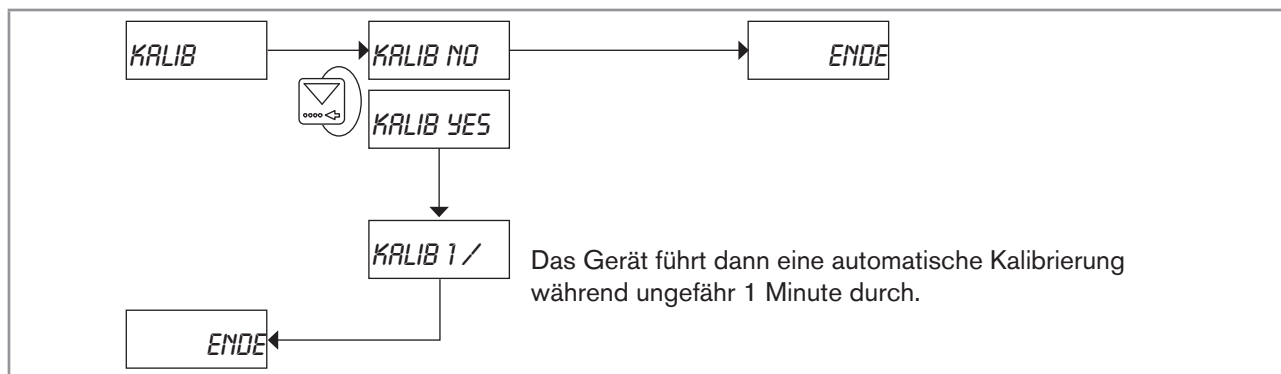 KALIB
KALIB NO
ENDE
KALIB YES
KALIB 1 /
Das Gerät führt dann eine automatische Kalibrierung
während ungefähr 1 Minute durch.
ENDE